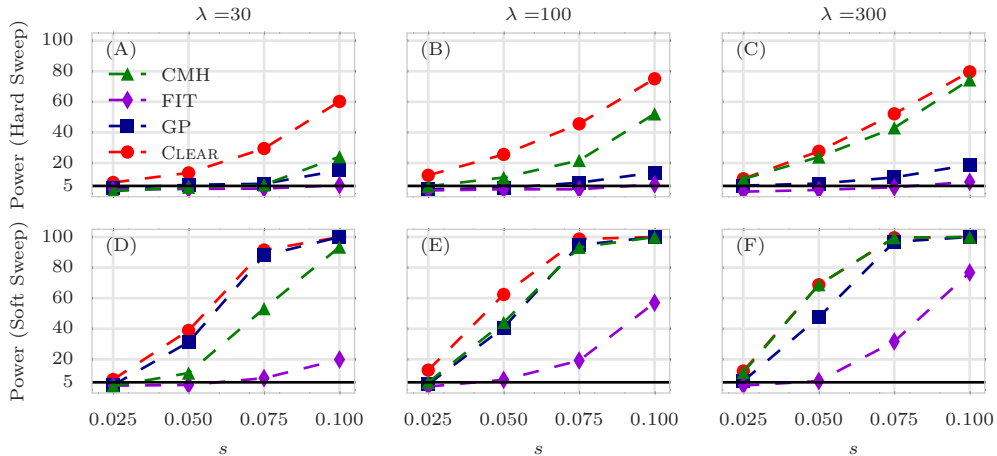 λ =30
λ =100
λ =300
Power (Hard Sweep)
100
80
60
40
20
5
(A)
CMH
FIT
GP
CLEAR
(B)
(C)
Power (Soft Sweep)
100
80
60
40
20
5
(D)
(E)
(F)
0.025 0.050 0.075 0.100
0.025 0.050 0.075 0.100
0.025 0.050 0.075 0.100
s
s
s